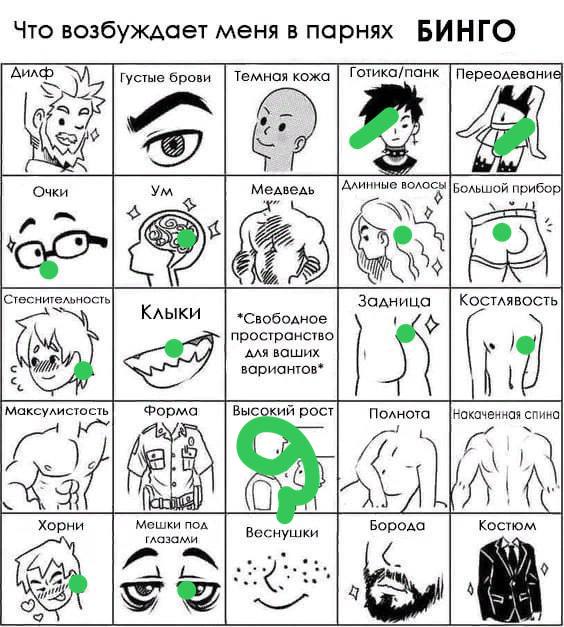 Что возбуждает меня в парнях БИНГО
Дилф
Густые брови
Темная кожа
Готика/панк
Переодевание
Очки
Ум
Медведь
Длинные волосы
Большой прибор
Стеснительность
Клыки
*Свободное
пространство
для ваших
вариантов*
Задница
Костлявость
Максулистость
Форма
Высокий рост
Полнота
Накаченная спина
Хорни
Мешки под
глазами
Веснушки
Борода
Костюм